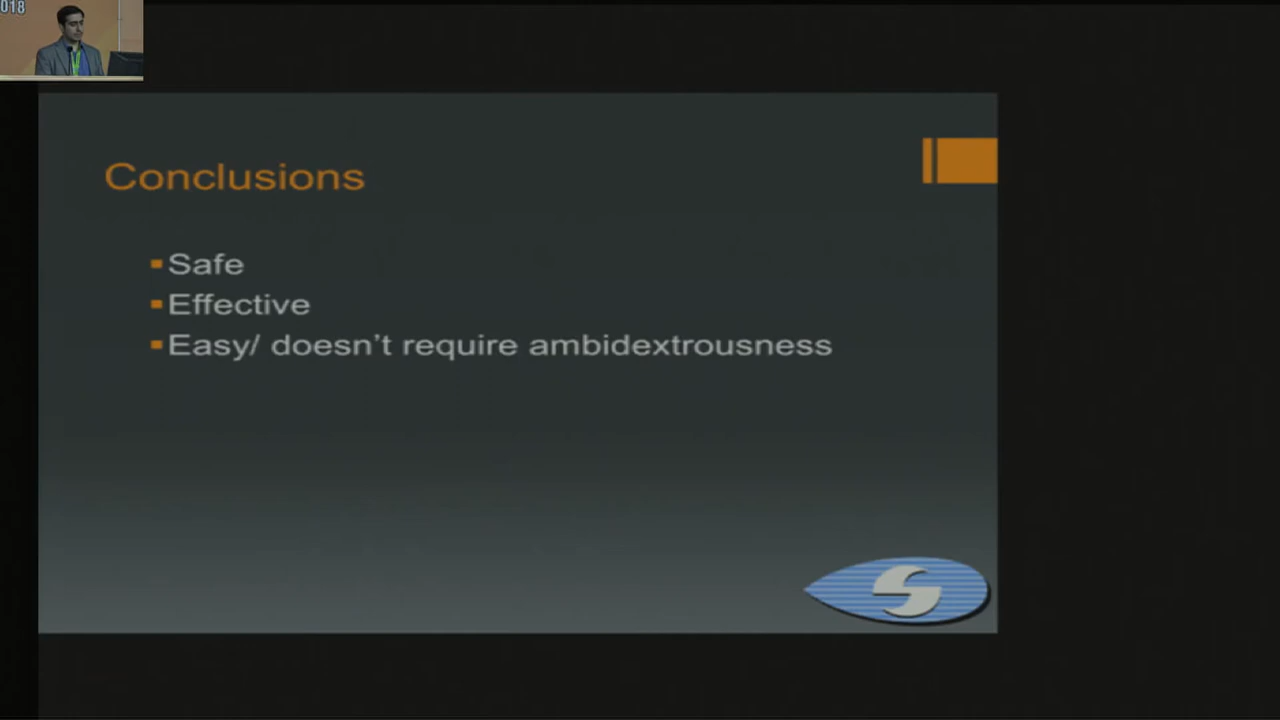 018
Conclusions
Safe
Effective
Easy/ doesn't require ambidextrousness
S